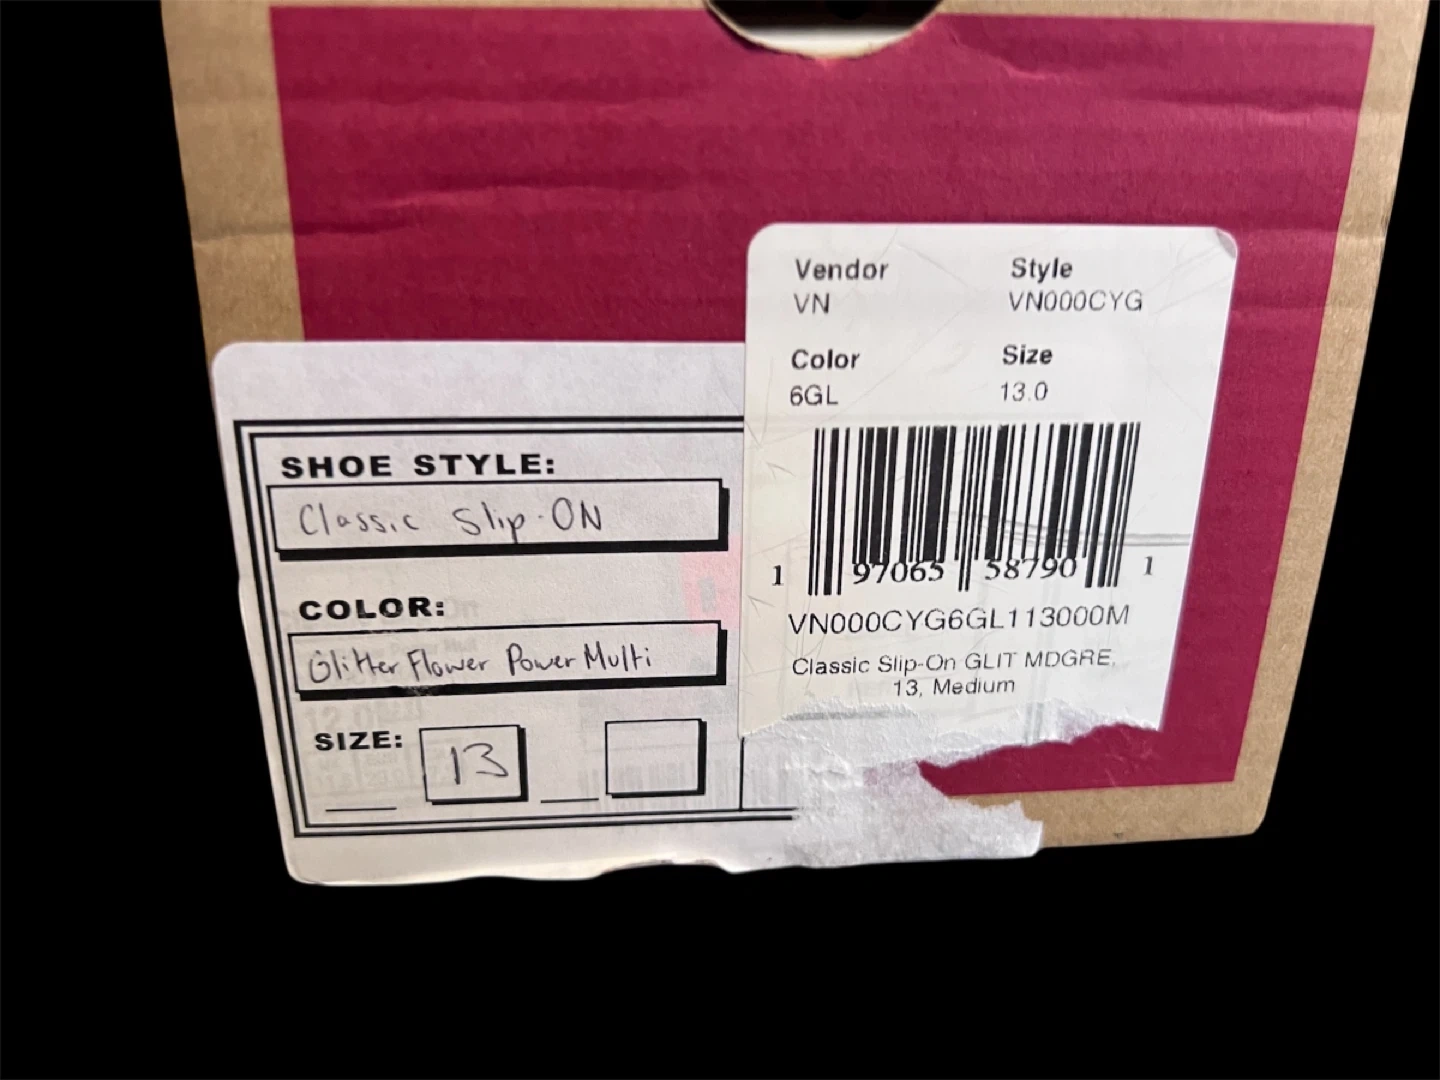 Vendor Style
VN VN000CYG
Color Size
6GL 13.0
1 97065 58790 1
VN000CYG6GL113000M
Classic Slip-On GLIT MDGRE,
13, Medium
SHOE STYLE:
Classic Slip-ON
COLOR:
Glitter Flower Power Multi
SIZE: 13